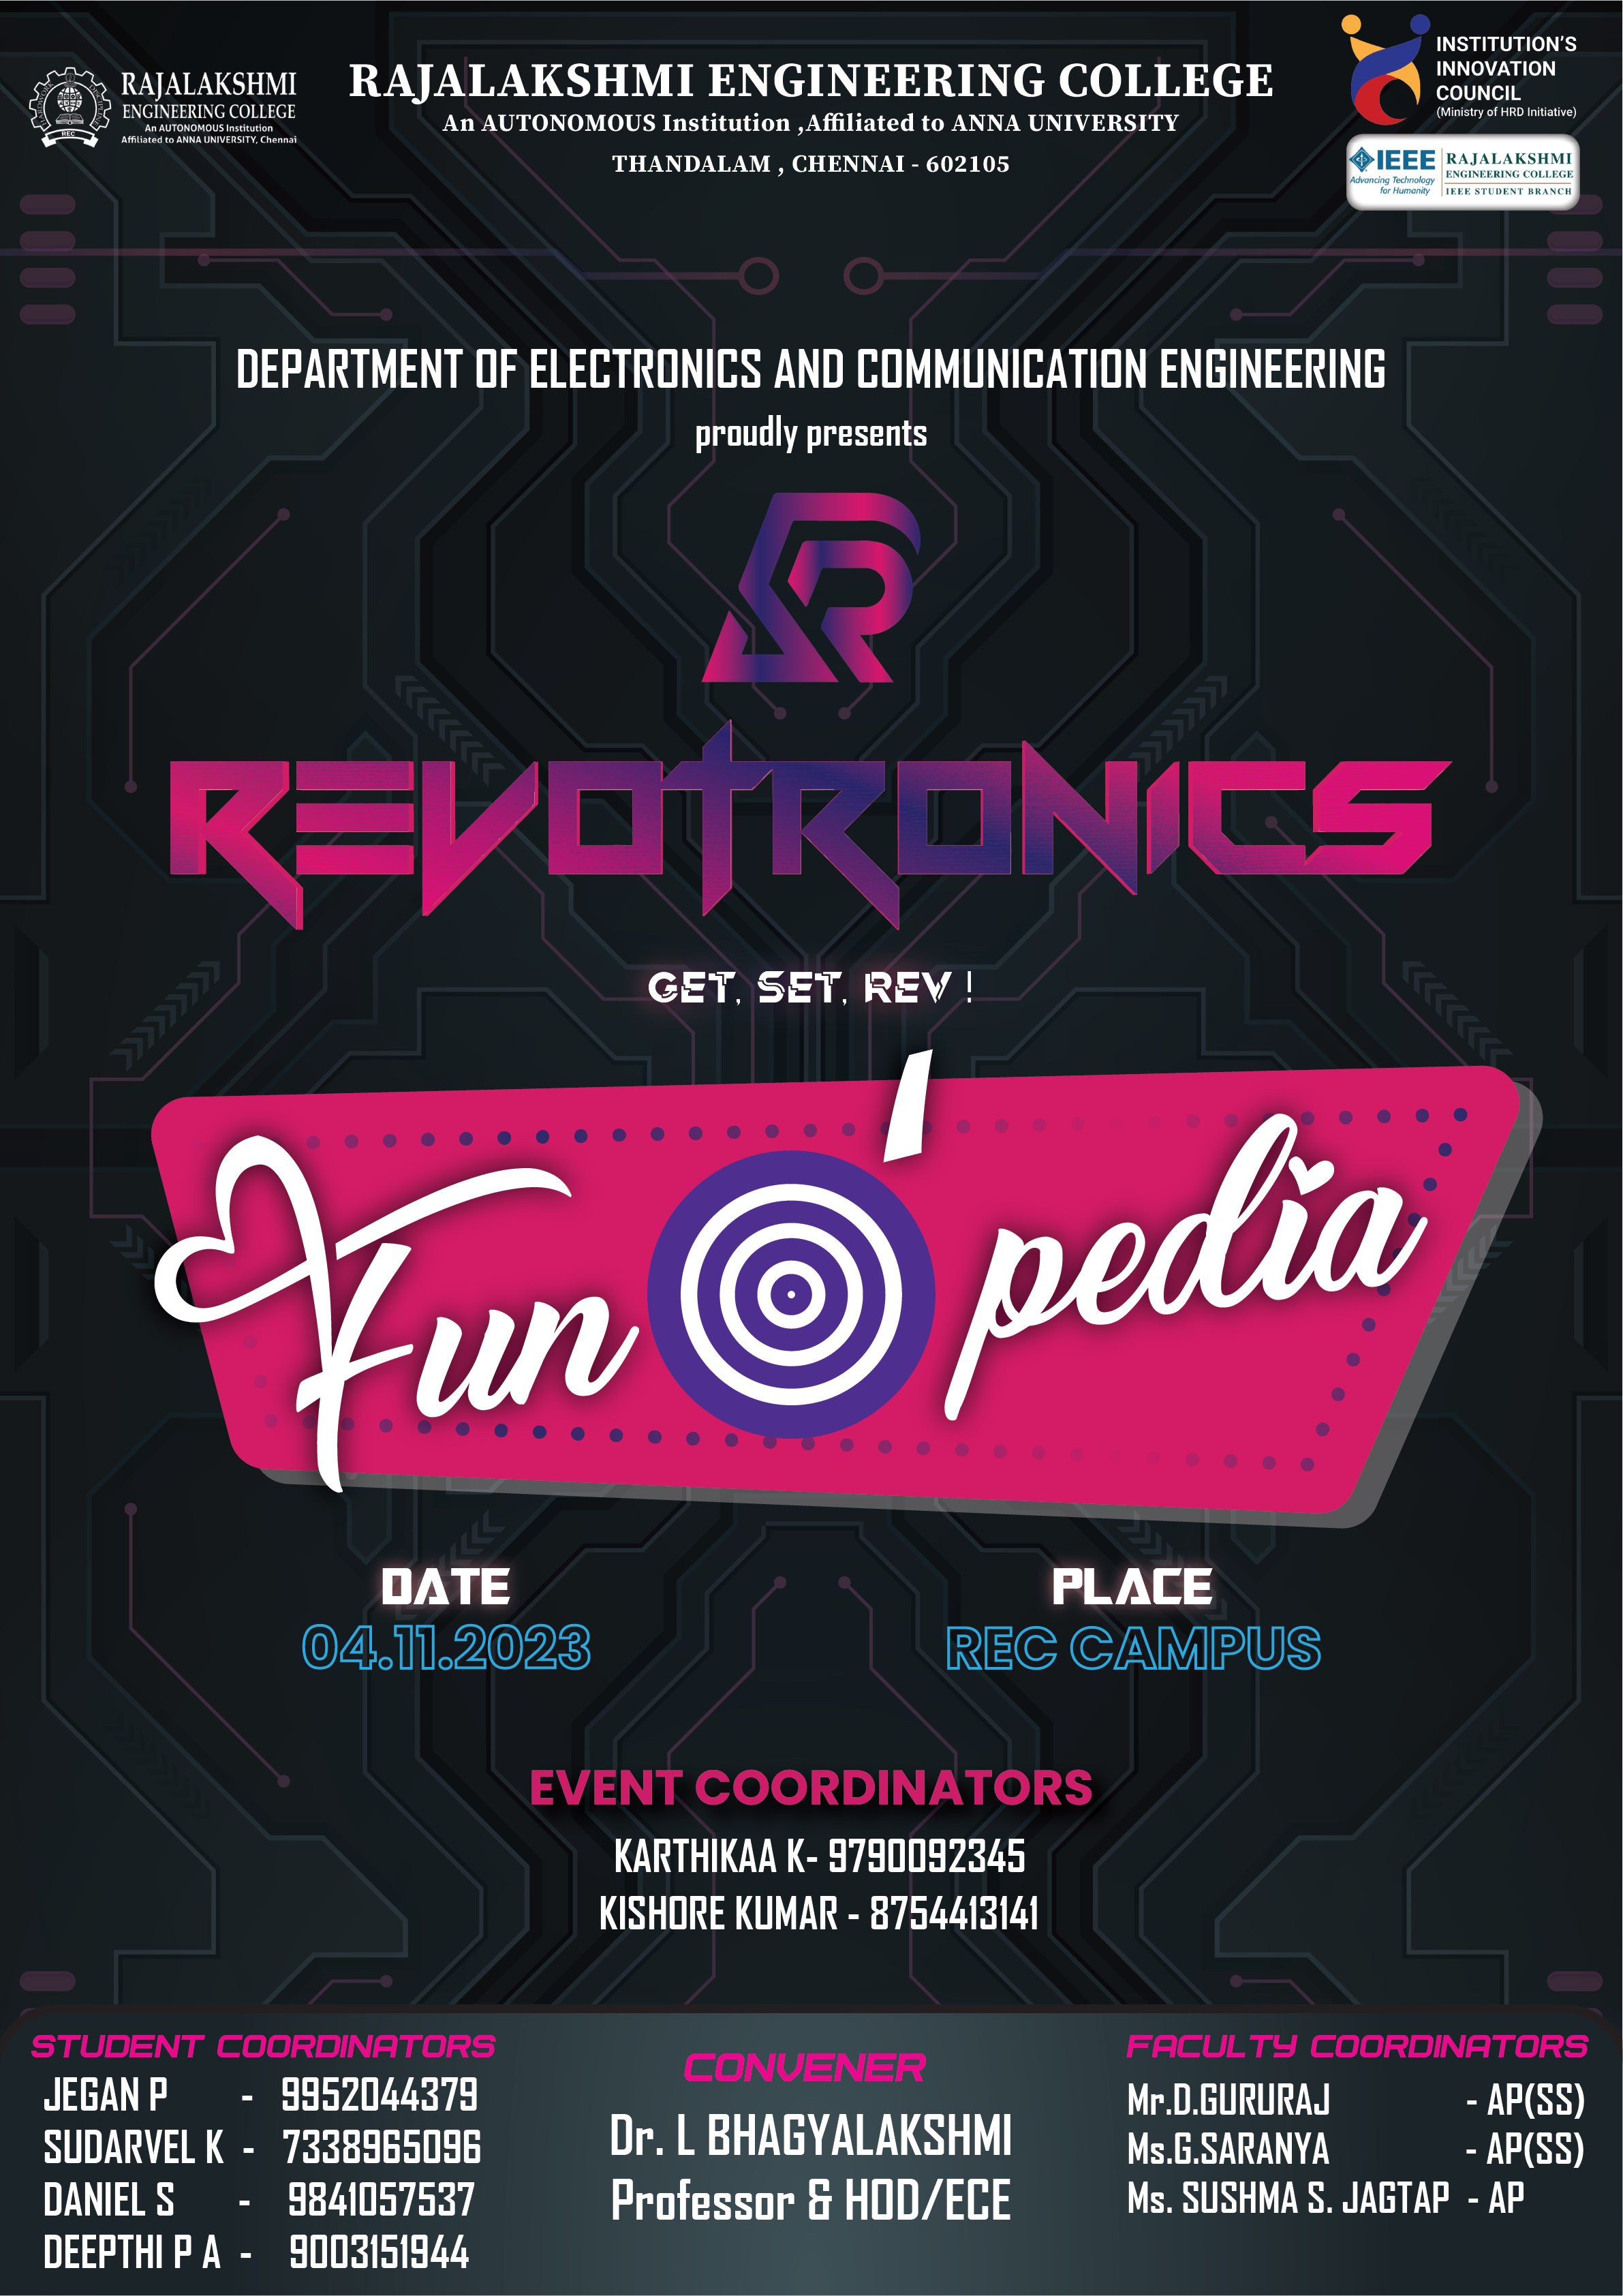 RAJALAKSHMI
ENGINEERING COLLEGE
An AUTONOMOUS Institution
Affiliated to ANNA UNIVERSITY, Chennai
REC
RAJALAKSHMI ENGINEERING COLLEGE
An AUTONOMOUS Institution ,Affiliated to ANNA UNIVERSITY
THANDALAM , CHENNAI - 602105
INSTITUTION'S
INNOVATION
COUNCIL
(Ministry of HRD Initiative)
IEEE
Advancing Technology
for Humanity
RAJALAKSHMI
ENGINEERING COLLEGE
IEEE STUDENT BRANCH
DEPARTMENT OF ELECTRONICS AND COMMUNICATION ENGINEERING
proudly presents
REVOTRONICS
GET, SET, REV !
Fun O'pedia
DATE
04.11.2023
PLACE
REC CAMPUS
EVENT COORDINATORS
KARTHIKAA K- 9790092345
KISHORE KUMAR - 8754413141
STUDENT COORDINATORS
JEGAN P - 9952044379
SUDARVEL K - 7338965096
DANIEL S - 9841057537
DEEPTHI P A - 9003151944
CONVENER
Dr. L BHAGYALAKSHMI
Professor & HOD/ECE
FACULTY COORDINATORS
Mr.D.GURURAJ - AP(SS)
Ms.G.SARANYA - AP(SS)
Ms. SUSHMA S. JAGTAP - AP